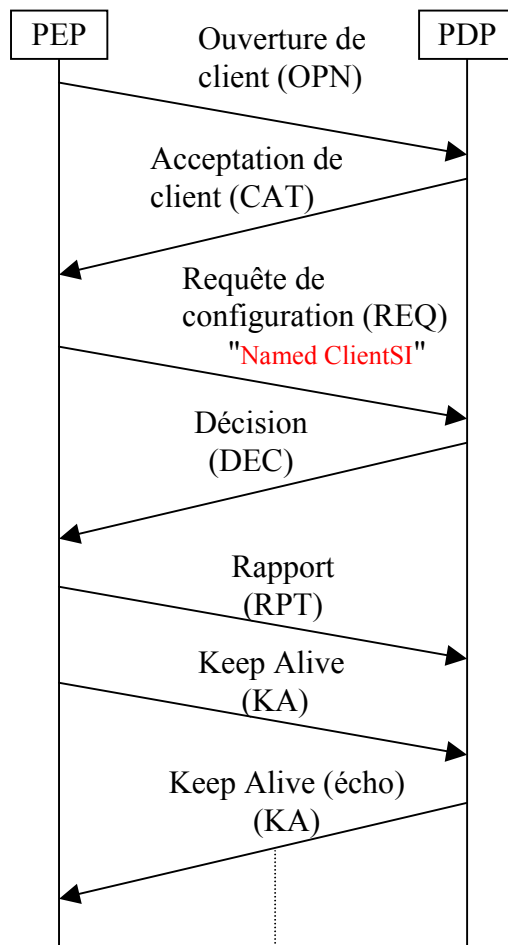 PEP
PDP
Ouverture de
client (OPN)
Acceptation de
client (CAT)
Requête de
configuration (REQ)
"Named ClientSI"
Décision
(DEC)
Rapport
(RPT)
Keep Alive
(KA)
Keep Alive (écho)
(KA)